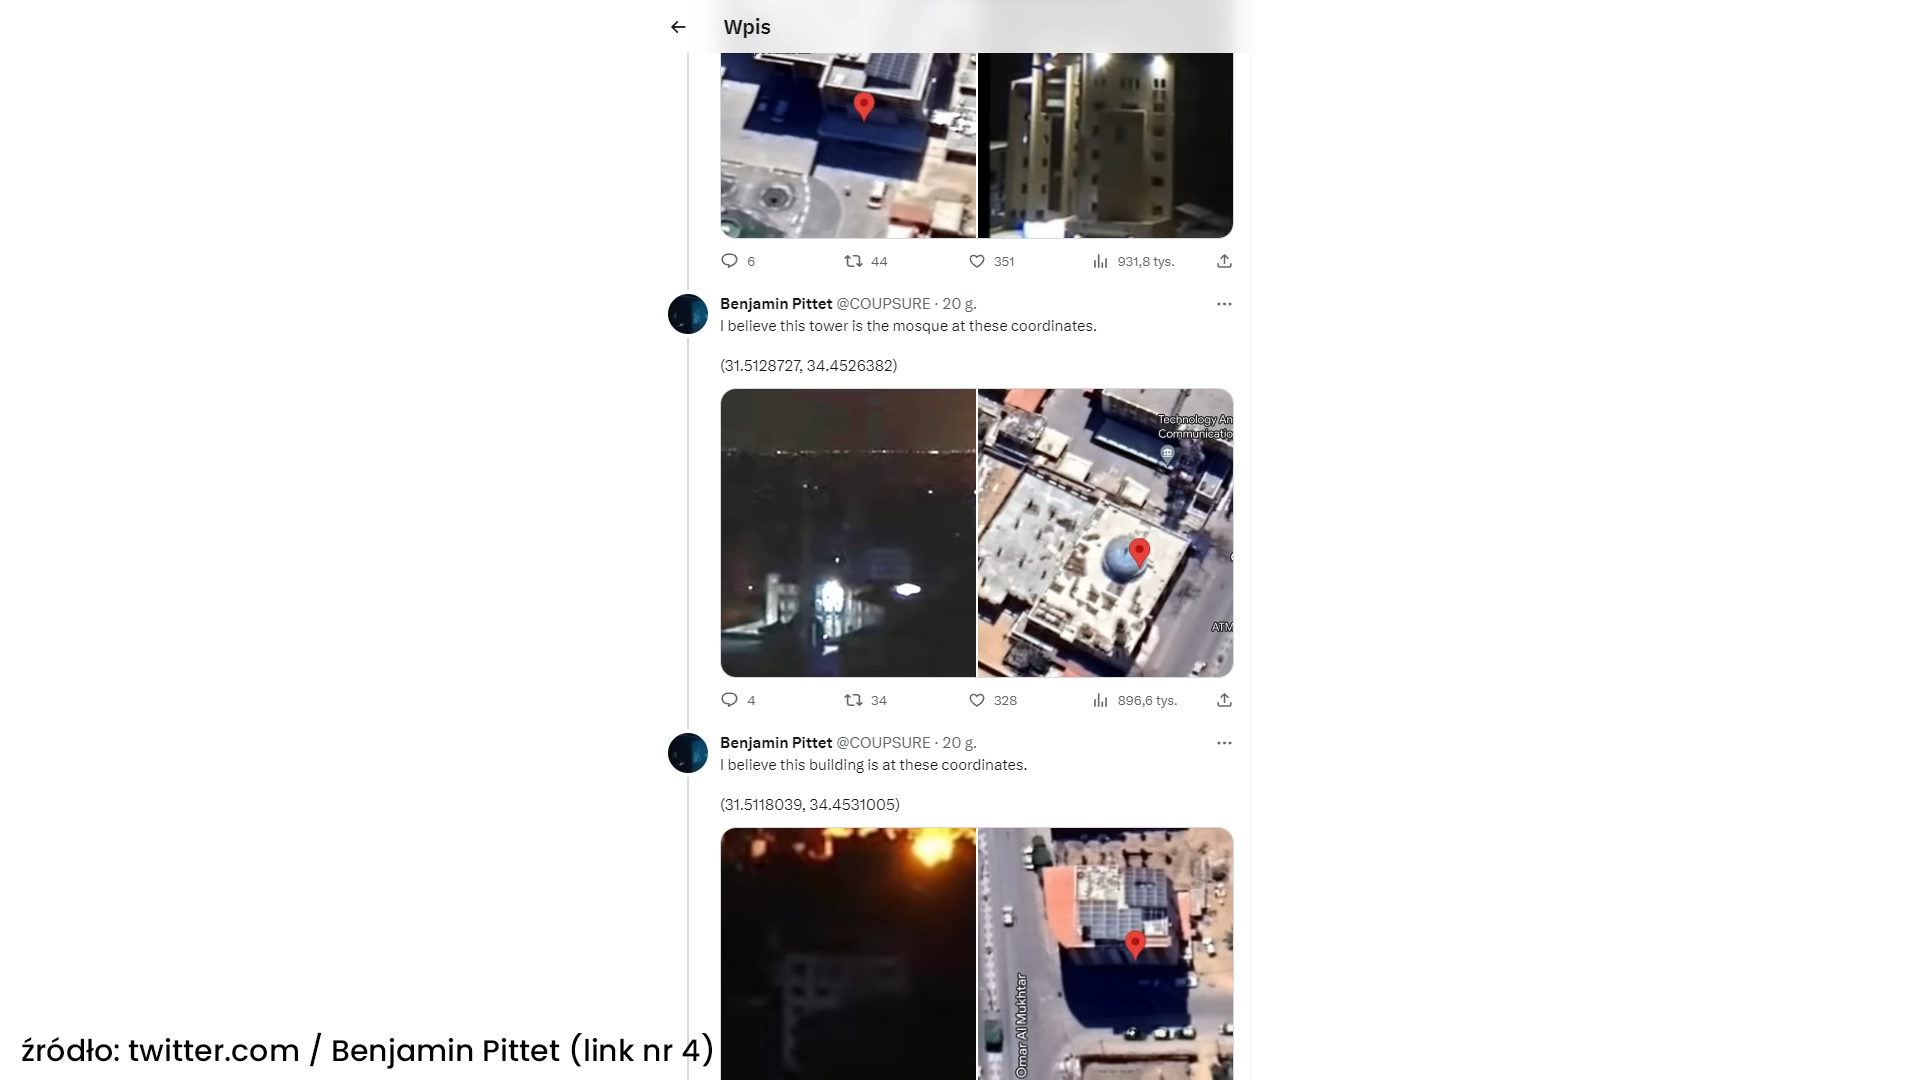 Wpis
6 44 351 931,8 tys.
Benjamin Pittet @COUPSURE · 20 g.
I believe this tower is the mosque at these coordinates.
(31.5128727, 34.4526382)
Technology An
Communicatio
ATM
4 34 328 896,6 tys.
Benjamin Pittet @COUPSURE · 20 g.
I believe this building is at these coordinates.
(31.5118039, 34.4531005)
Omar Al Mukhtar
źródło: twitter.com / Benjamin Pittet (link nr 4)